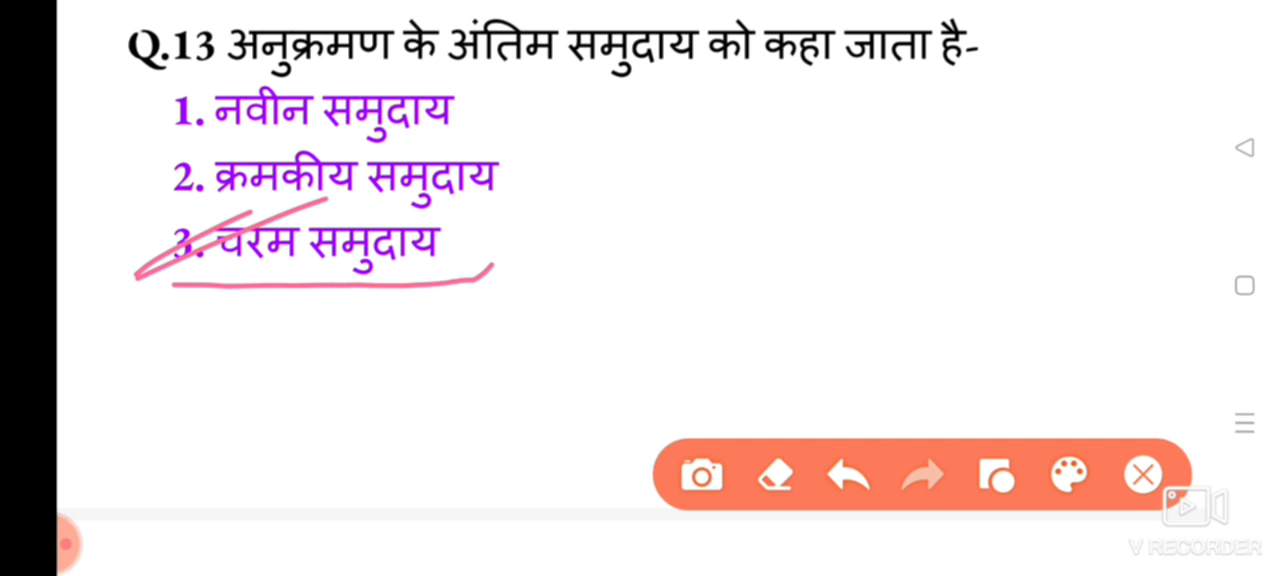 Q.13 अनुक्रमण के अंतिम समुदाय को कहा जाता है-
1. नवीन समुदाय
2. क्रमकीय समुदाय
3. चरम समुदाय
V RECORDER